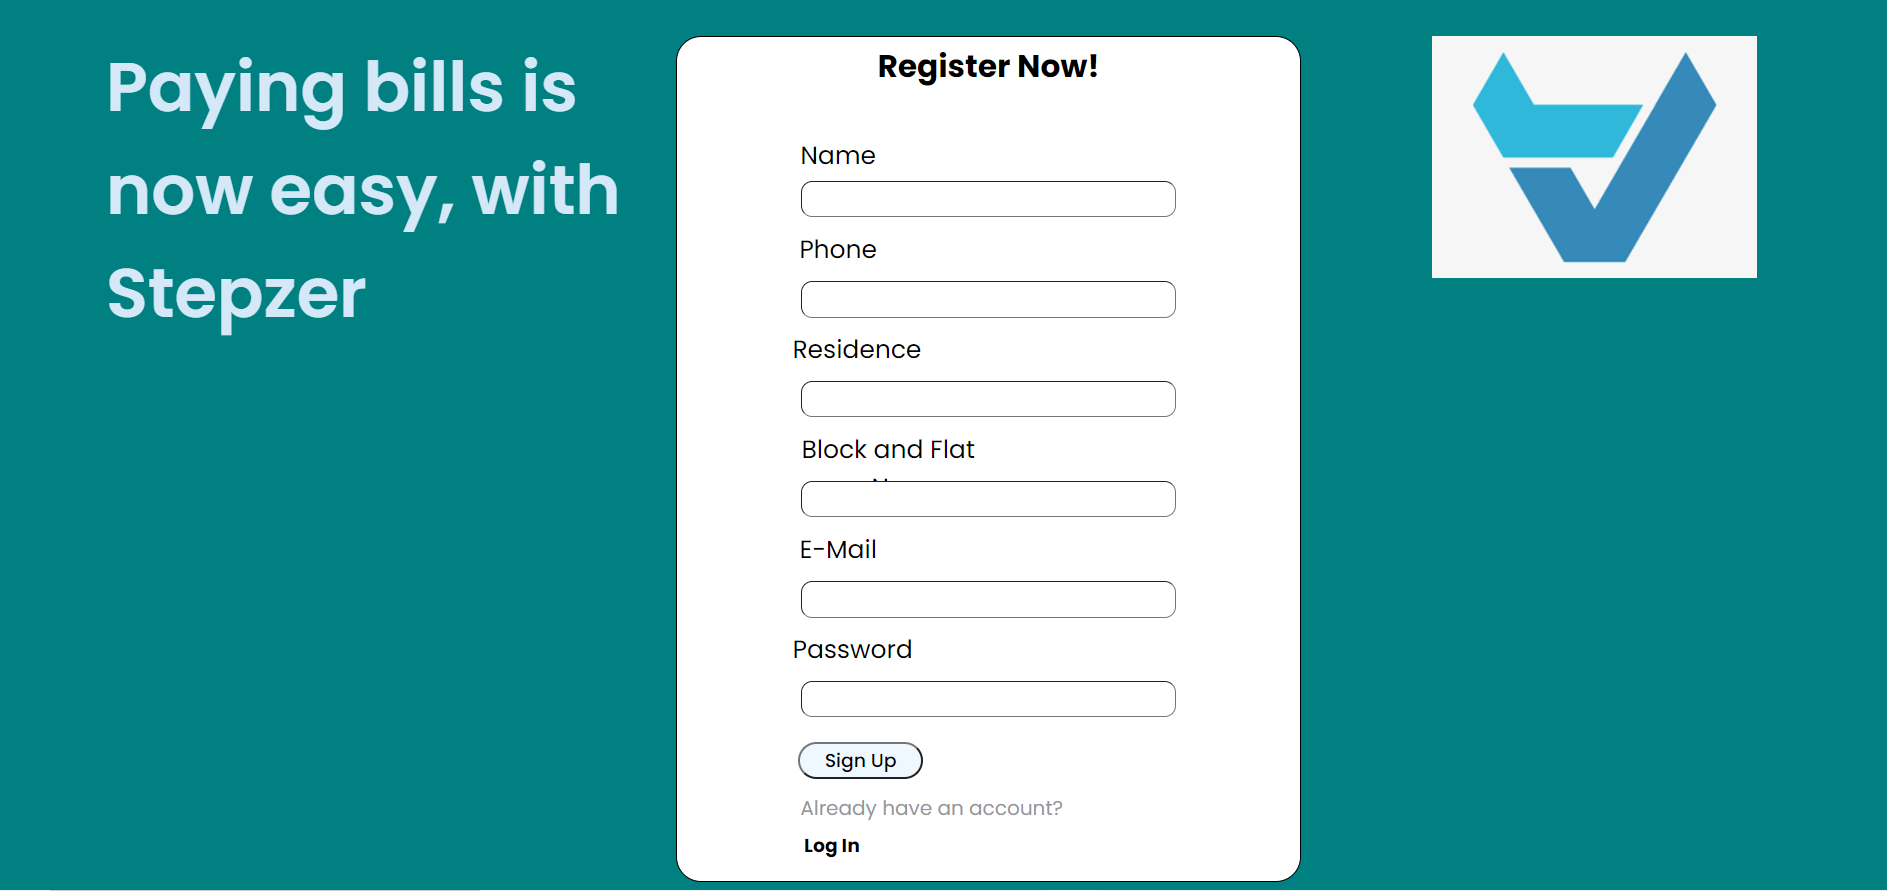 Paying bills is
now easy, with
Stepzer
Register Now!
Name
Phone
Residence
Block and Flat
E-Mail
Password
Sign Up
Already have an account?
Log In